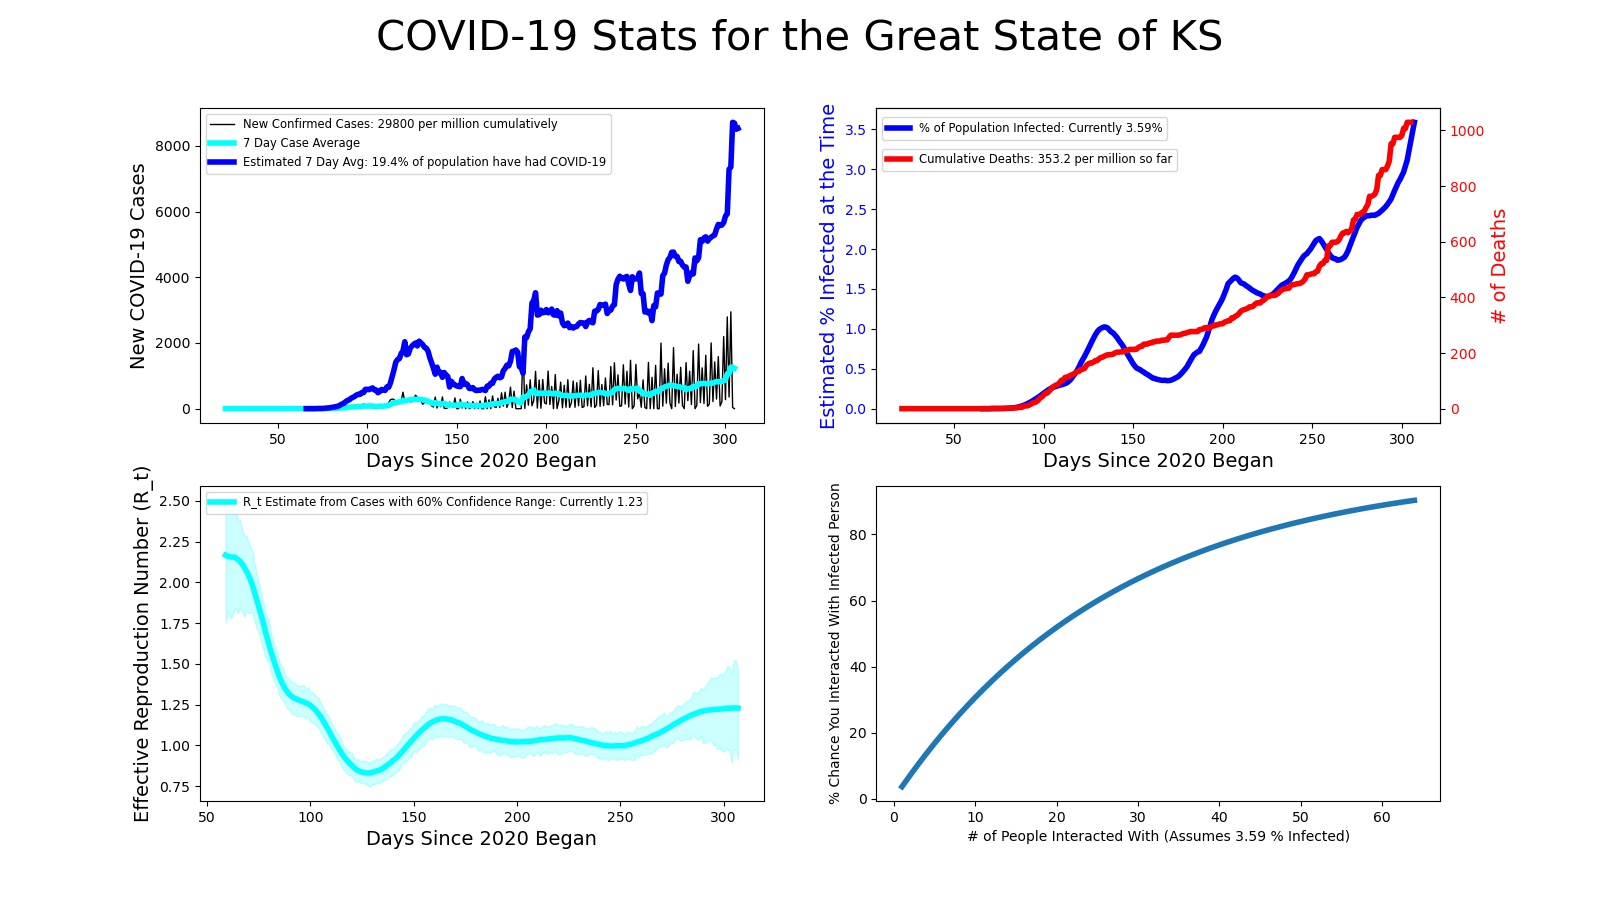 COVID-19 Stats for the Great State of KS
New COVID-19 Cases
8000
6000
4000
2000
0
New Confirmed Cases: 29800 per million cumulatively
7 Day Case Average
Estimated 7 Day Avg: 19.4% of population have had COVID-19
50 100 150 200 250 300
Days Since 2020 Began
Estimated % Infected at the Time
3.5
3.0
2.5
2.0
1.5
1.0
0.5
0.0
% of Population Infected: Currently 3.59%
Cumulative Deaths: 353.2 per million so far
1000
800
600
400
200
0
# of Deaths
50 100 150 200 250 300
Days Since 2020 Began
Effective Reproduction Number (R_t)
2.50
2.25
2.00
1.75
1.50
1.25
1.00
0.75
R_t Estimate from Cases with 60% Confidence Range: Currently 1.23
50 100 150 200 250 300
Days Since 2020 Began
% Chance You Interacted With Infected Person
80
60
40
20
0
0 10 20 30 40 50 60
# of People Interacted With (Assumes 3.59 % Infected)